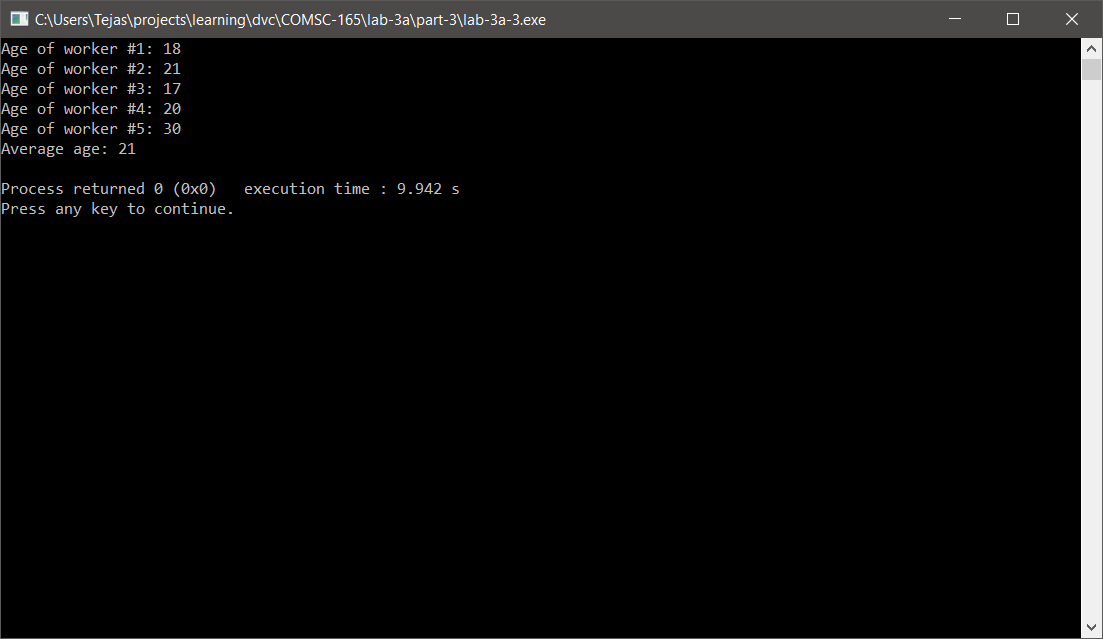 C:\Users\Tejas\projects\learning\dvc\COMSC-165\lab-3a\part-3\lab-3a-3.exe
Age of worker #1: 18
Age of worker #2: 21
Age of worker #3: 17
Age of worker #4: 20
Age of worker #5: 30
Average age: 21
Process returned 0 (0x0)   execution time : 9.942 s
Press any key to continue.